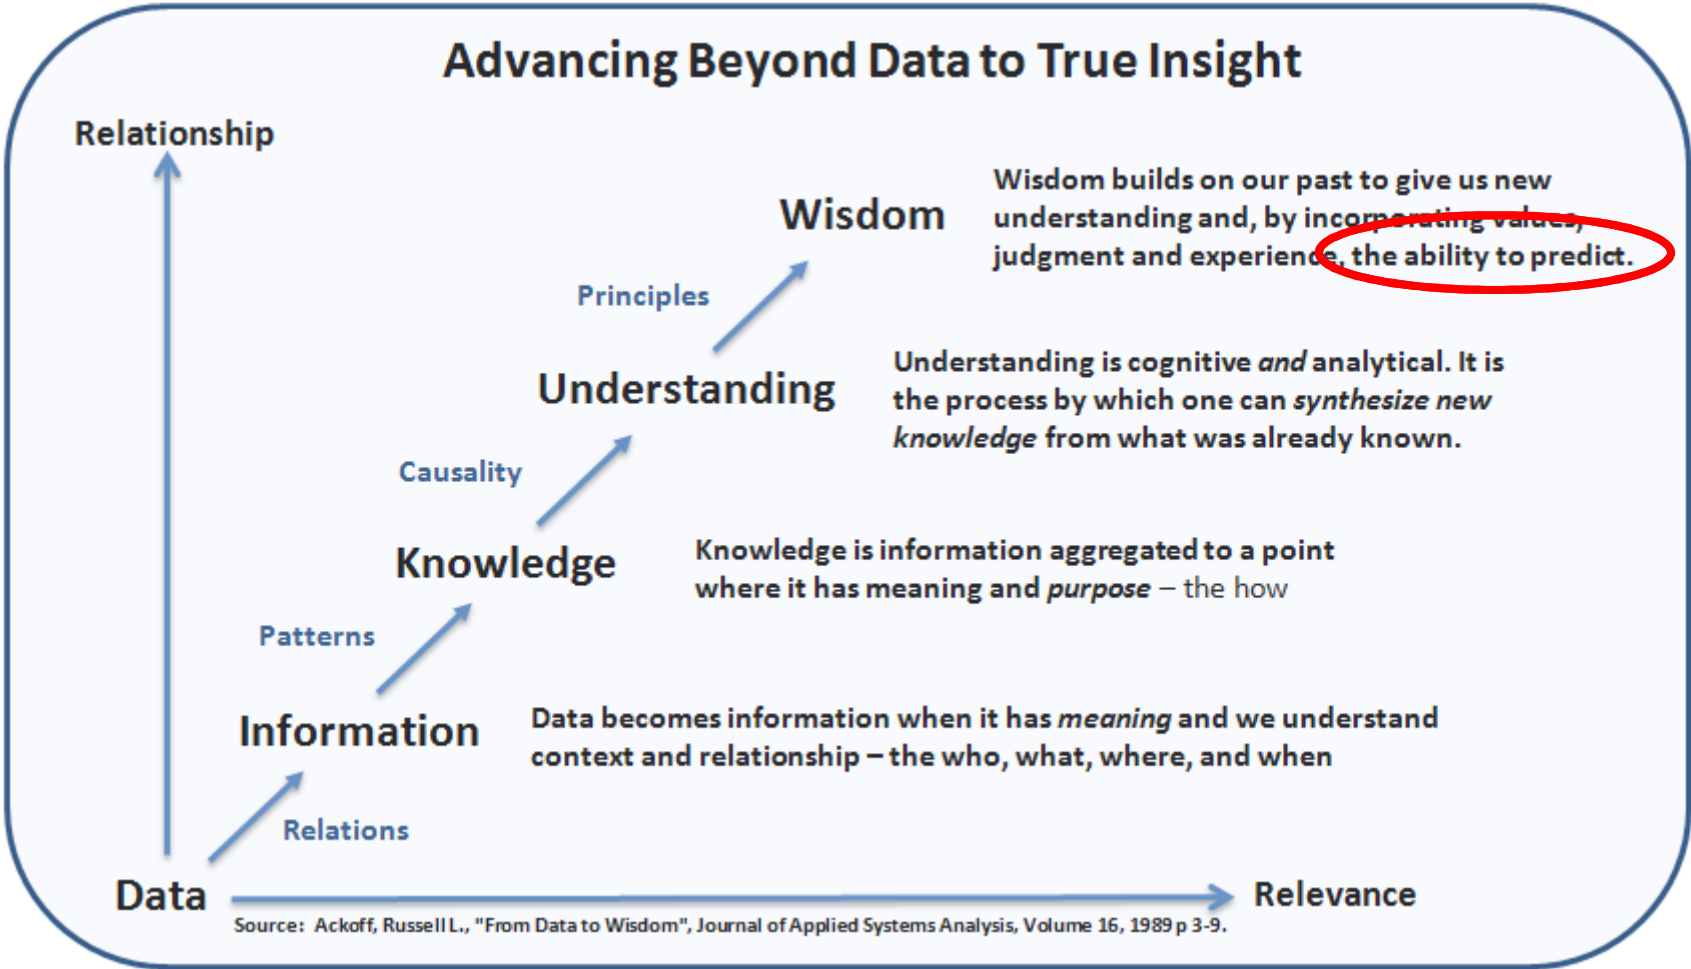 Advancing Beyond Data to True Insight
Relationship
Wisdom
Wisdom builds on our past to give us new
understanding and, by incorporating values,
judgment and experience, the ability to predict.
Principles
Understanding
Understanding is cognitive and analytical. It is
the process by which one can synthesize new
knowledge from what was already known.
Causality
Knowledge
Knowledge is information aggregated to a point
where it has meaning and purpose – the how
Patterns
Information
Data becomes information when it has meaning and we understand
context and relationship – the who, what, where, and when
Relations
Data
Relevance
Source: Ackoff, Russell L., "From Data to Wisdom", Journal of Applied Systems Analysis, Volume 16, 1989 p 3-9.